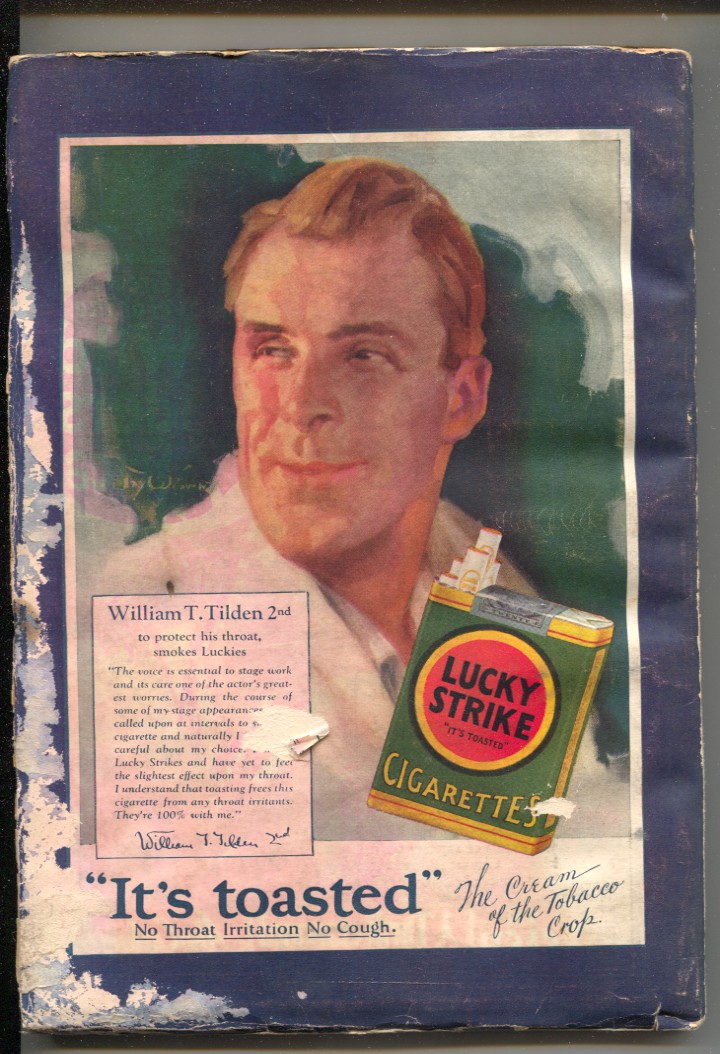 William T. Tilden 2nd
to protect his throat,
smokes Luckies
"The voice is essential to stage work
and its care one of the actor's great-
est worries. During the course of
some of my stage appearances
called upon at intervals to
cigarette and naturally I
careful about my choice.
Lucky Strikes and have yet to feel
the slightest effect upon my throat.
I understand that toasting frees this
cigarette from any throat irritants.
They're 100% with me."
William T. Tilden 2nd
LUCKY
STRIKE
"IT'S TOASTED"
CIGARETTES
"It's toasted"
No Throat Irritation No Cough.
The Cream
of the Tobacco
Crop.